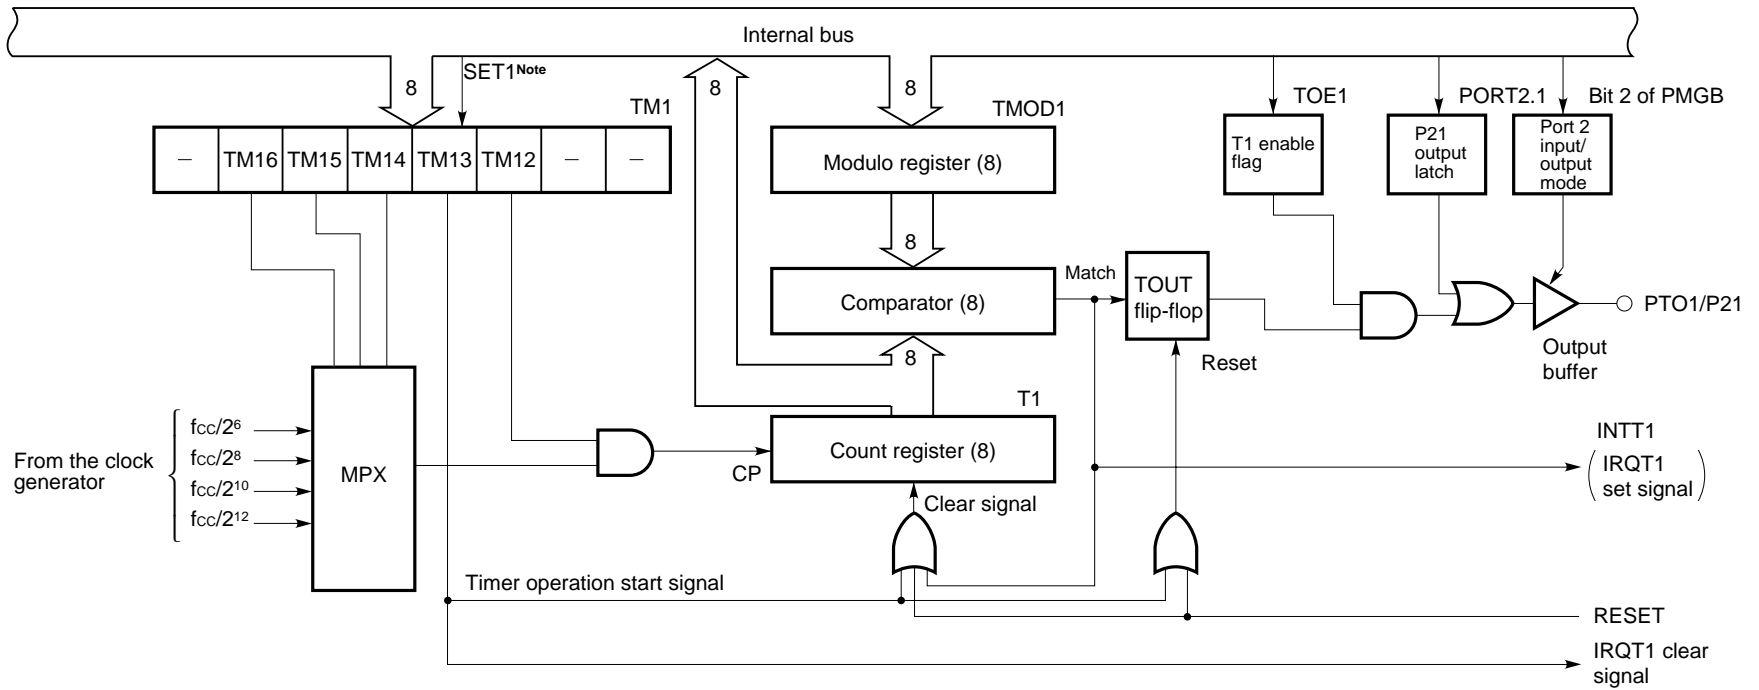 Internal bus
8
SET1Note
8
8
TM1
TMOD1
TOE1
PORT2.1
Bit 2 of PMGB
–
TM16
TM15
TM14
TM13
TM12
–
–
Modulo register (8)
T1 enable
flag
P21
output
latch
Port 2
input/
output
mode
8
Comparator (8)
Match
TOUT
flip-flop
PTO1/P21
8
Reset
Output
buffer
T1
Count register (8)
CP
From the clock
generator
fCC/2⁶
fCC/2⁸
fCC/2¹⁰
fCC/2¹²
MPX
Clear signal
INTT1
( IRQT1
set signal )
Timer operation start signal
RESET
IRQT1 clear
signal